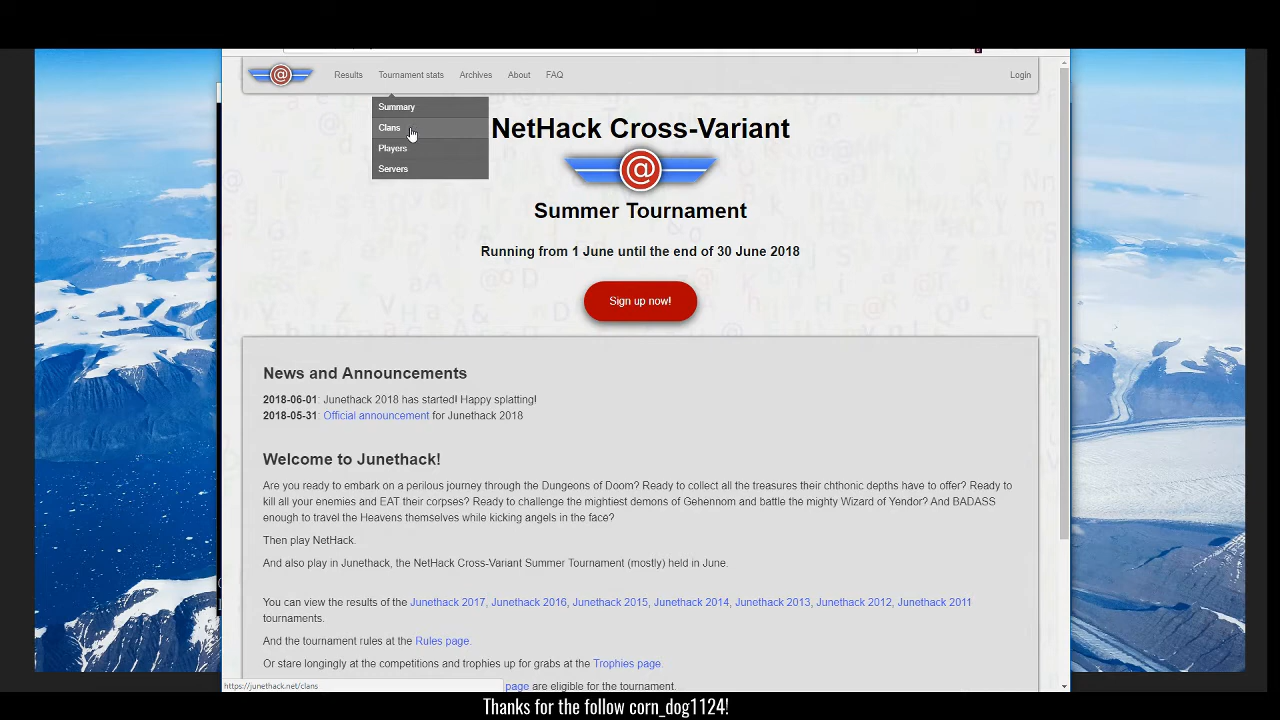 @ Results Tournament stats Archives About FAQ Login
Summary
Clans
Players
Servers
NetHack Cross-Variant
@
Summer Tournament
Running from 1 June until the end of 30 June 2018
Sign up now!
News and Announcements
2018-06-01: Junethack 2018 has started! Happy splatting!
2018-05-31: Official announcement for Junethack 2018
Welcome to Junethack!
Are you ready to embark on a perilous journey through the Dungeons of Doom? Ready to collect all the treasures their chthonic depths have to offer? Ready to
kill all your enemies and EAT their corpses? Ready to challenge the mightiest demons of Gehennom and battle the mighty Wizard of Yendor? And BADASS
enough to travel the Heavens themselves while kicking angels in the face?
Then play NetHack.
And also play in Junethack, the NetHack Cross-Variant Summer Tournament (mostly) held in June.
You can view the results of the Junethack 2017, Junethack 2016, Junethack 2015, Junethack 2014, Junethack 2013, Junethack 2012, Junethack 2011
tournaments.
And the tournament rules at the Rules page.
Or stare longingly at the competitions and trophies up for grabs at the Trophies page.
page are eligible for the tournament.
https://junethack.net/clans
Thanks for the follow corn_dog1124!